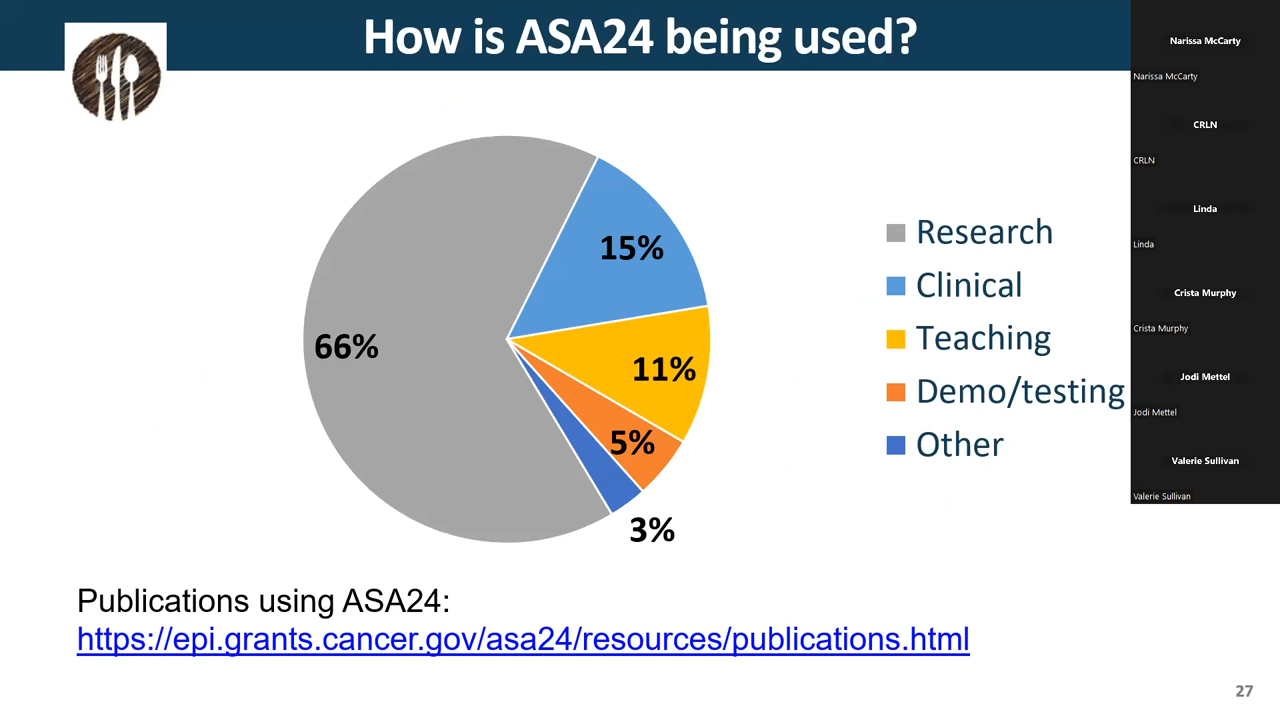 How is ASA24 being used?
15%
66%
11%
5%
3%
Research
Clinical
Teaching
Demo/testing
Other
Publications using ASA24:
https://epi.grants.cancer.gov/asa24/resources/publications.html
27
Narissa McCarty
Narissa McCarty
CRLN
CRLN
Linda
Linda
Crista Murphy
Crista Murphy
Jodi Mettel
Jodi Mettel
Valerie Sullivan
Valerie Sullivan